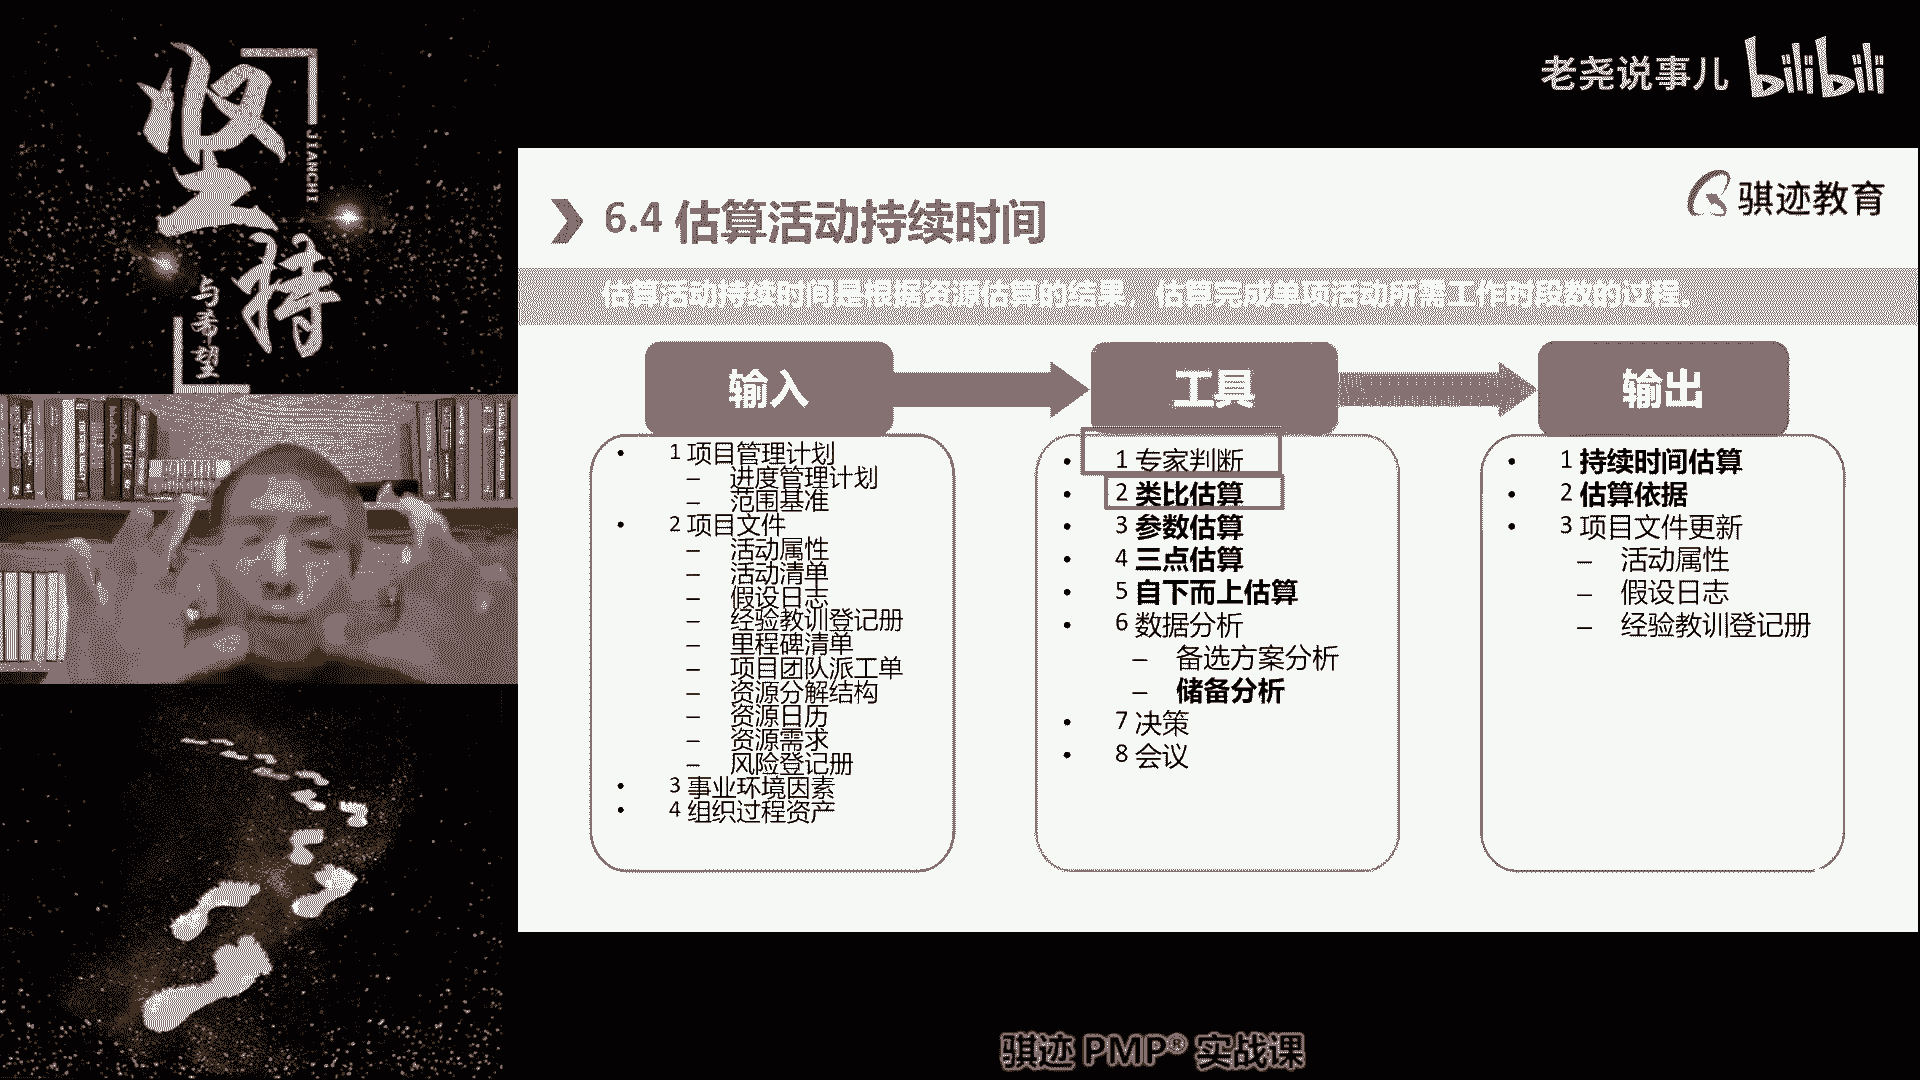 坚持
JIANCHI
与希望
老尧说事儿 bilibili
骐迹教育
6.4 估算活动持续时间
估算活动持续时间是根据资源估算的结果，估算完成单项活动所需工作时段数的过程。
输入
• 1 项目管理计划
– 进度管理计划
– 范围基准
• 2 项目文件
– 活动属性
– 活动清单
– 假设日志
– 经验教训登记册
– 里程碑清单
– 项目团队派工单
– 资源分解结构
– 资源日历
– 资源需求
– 风险登记册
• 3 事业环境因素
• 4 组织过程资产
工具
• 1 专家判断
• 2 类比估算
• 3 参数估算
• 4 三点估算
• 5 自下而上估算
• 6 数据分析
– 备选方案分析
– 储备分析
• 7 决策
• 8 会议
输出
• 1 持续时间估算
• 2 估算依据
• 3 项目文件更新
– 活动属性
– 假设日志
– 经验教训登记册
骐迹 PMP® 实战课